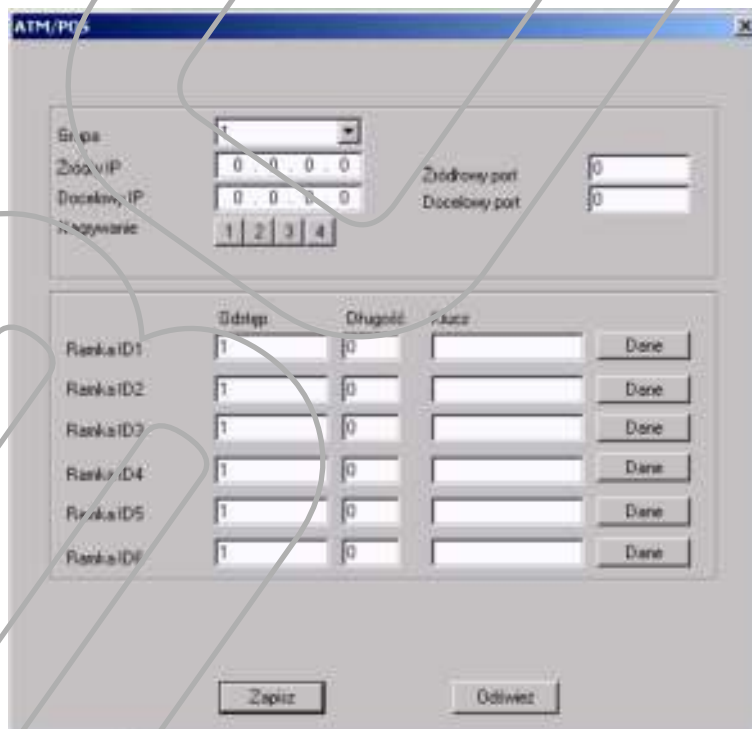 ATM/POS
Grupa 1
Źródł. IP 0 . 0 . 0 . 0 Źródłowy port 0
Docelowy IP 0 . 0 . 0 . 0 Docelowy port 0
Nagrywanie 1 2 3 4
Odstęp Długość Klucz
Ramka ID1 1 0 Dane
Ramka ID2 1 0 Dane
Ramka ID3 1 0 Dane
Ramka ID4 1 0 Dane
Ramka ID5 1 0 Dane
Ramka ID6 1 0 Dane
Zapisz Odśwież